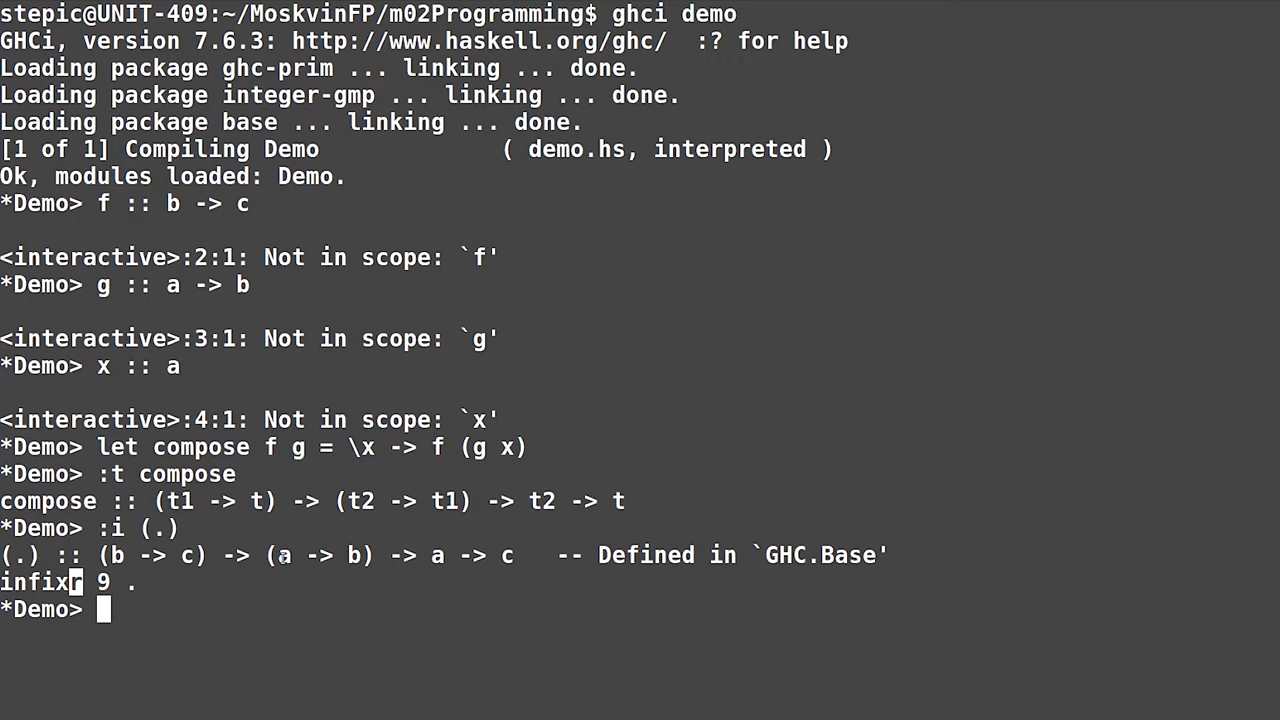 stepic@UNIT-409:~/MoskvinFP/m02Programming$ ghci demo
GHCi, version 7.6.3: http://www.haskell.org/ghc/  :? for help
Loading package ghc-prim ... linking ... done.
Loading package integer-gmp ... linking ... done.
Loading package base ... linking ... done.
[1 of 1] Compiling Demo             ( demo.hs, interpreted )
Ok, modules loaded: Demo.
*Demo> f :: b -> c
<interactive>:2:1: Not in scope: `f'
*Demo> g :: a -> b
<interactive>:3:1: Not in scope: `g'
*Demo> x :: a
<interactive>:4:1: Not in scope: `x'
*Demo> let compose f g = \x -> f (g x)
*Demo> :t compose
compose :: (t1 -> t) -> (t2 -> t1) -> t2 -> t
*Demo> :i (.)
(.) :: (b -> c) -> (a -> b) -> a -> c   -- Defined in `GHC.Base'
infixr 9 .
*Demo>